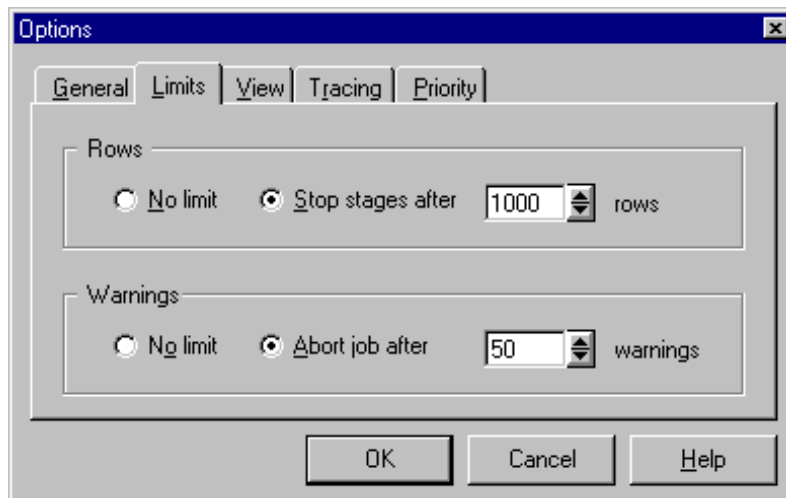 Options
General Limits View Tracing Priority
Rows
No limit Stop stages after 1000 rows
Warnings
No limit Abort job after 50 warnings
OK Cancel Help